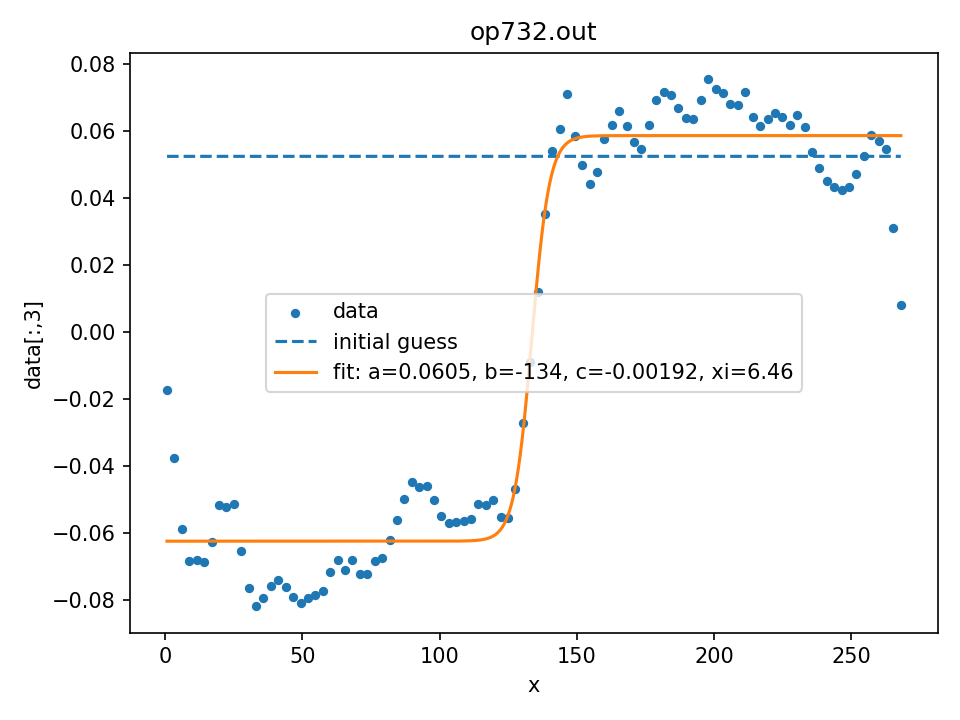 op732.out
0.08
0.06
0.04
0.02
0.00
−0.02
−0.04
−0.06
−0.08
data[:,3]
data
initial guess
fit: a=0.0605, b=-134, c=-0.00192, xi=6.46
0 50 100 150 200 250
x